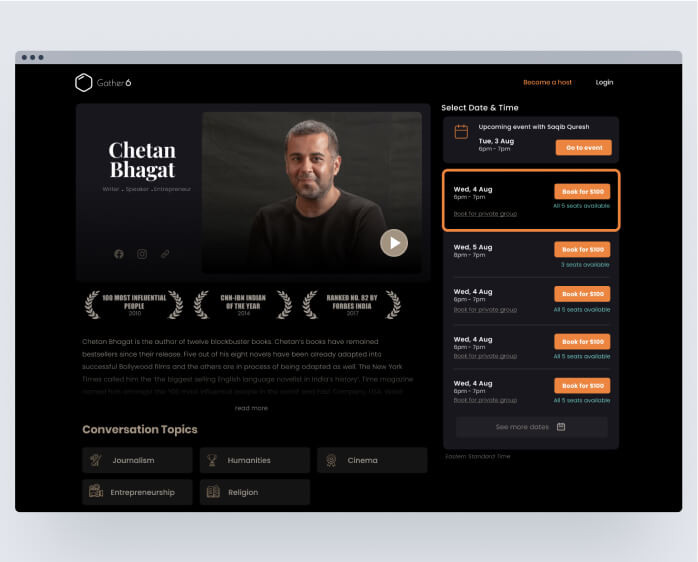 Gather 6
Become a host
Login
Chetan
Bhagat
Writer . Speaker . Entrepreneur
100 MOST INFLUENTIAL
PEOPLE
2010
CNN-IBN INDIAN
OF THE YEAR
2014
RANKED NO. 82 BY
FORBES INDIA
2017
Chetan Bhagat is the author of twelve blockbuster books. Chetan's books have remained
bestsellers since their release. Five out of his eight novels have been already adapted into
successful Bollywood films and the others are in process of being adapted as well. The New York
Times called him the 'the biggest selling English language novelist in India's history'. Time magazine
named him amongst the '100 most influential people in the world' and Fast Company, USA,
read more
Conversation Topics
Journalism
Humanities
Cinema
Entrepreneurship
Religion
Select Date & Time
Upcoming event with Saqib Quresh
Tue, 3 Aug
6pm - 7pm
Go to event
Wed, 4 Aug
6pm - 7pm
Book for private group
Book for $100
All 5 seats available
Wed, 5 Aug
6pm - 7pm
Book for $100
3 seats available
Wed, 4 Aug
6pm - 7pm
Book for private group
Book for $100
All 5 seats available
Wed, 4 Aug
6pm - 7pm
Book for private group
Book for $100
All 5 seats available
Wed, 4 Aug
6pm - 7pm
Book for private group
Book for $100
All 5 seats available
See more dates
Eastern Standard Time